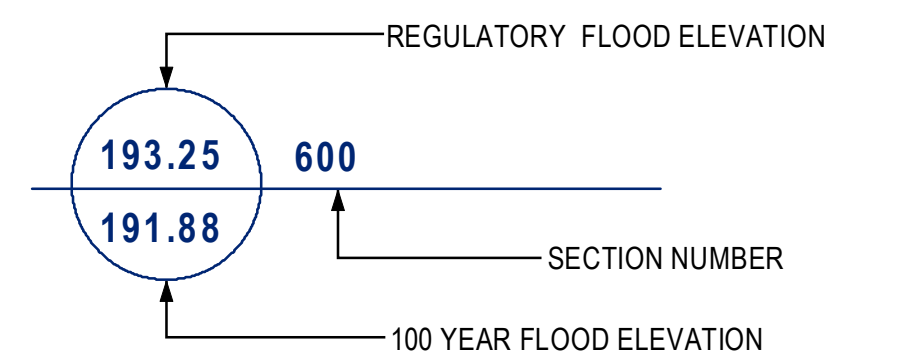 REGULATORY FLOOD ELEVATION
193.25 600
191.88
SECTION NUMBER
100 YEAR FLOOD ELEVATION